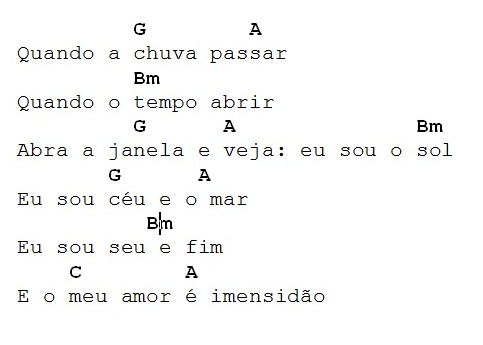 G A
Quando a chuva passar
Bm
Quando o tempo abrir
G A Bm
Abra a janela e veja: eu sou o sol
G A
Eu sou céu e o mar
Bm
Eu sou seu e fim
C A
E o meu amor é imensidão